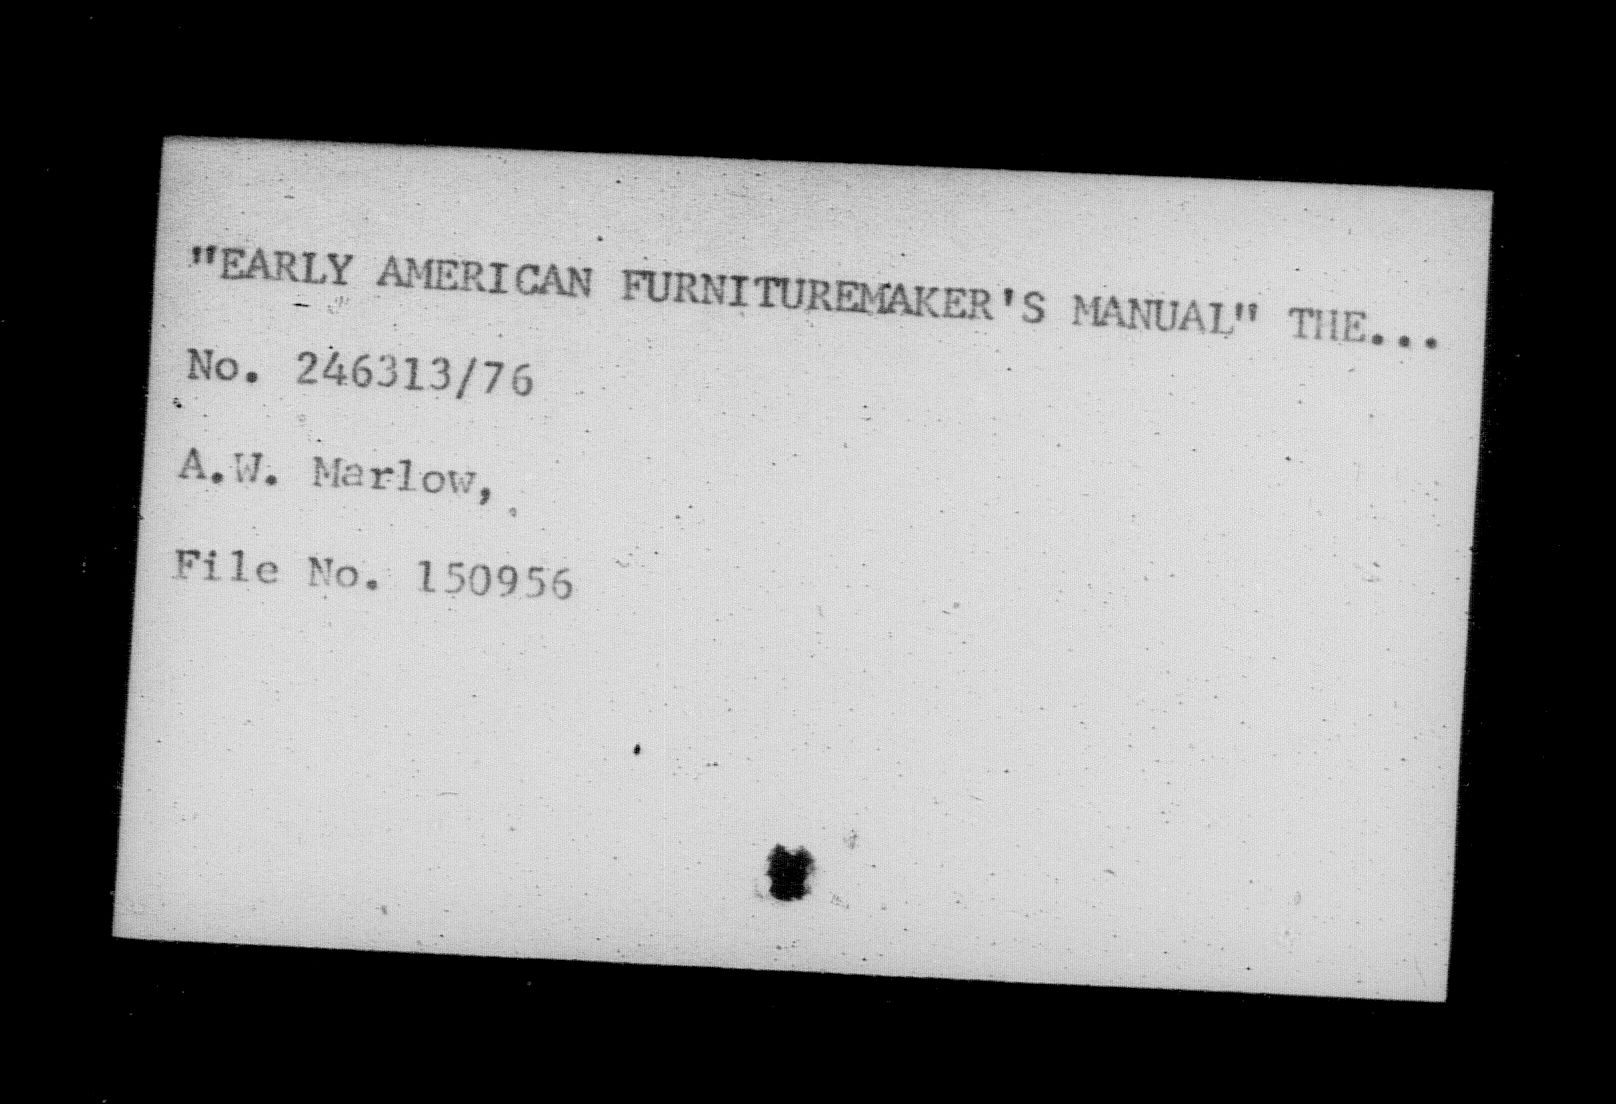 "EARLY AMERICAN FURNITUREMAKER'S MANUAL" THE...
No. 246313/76
A.W. Marlow,
File No. 150956